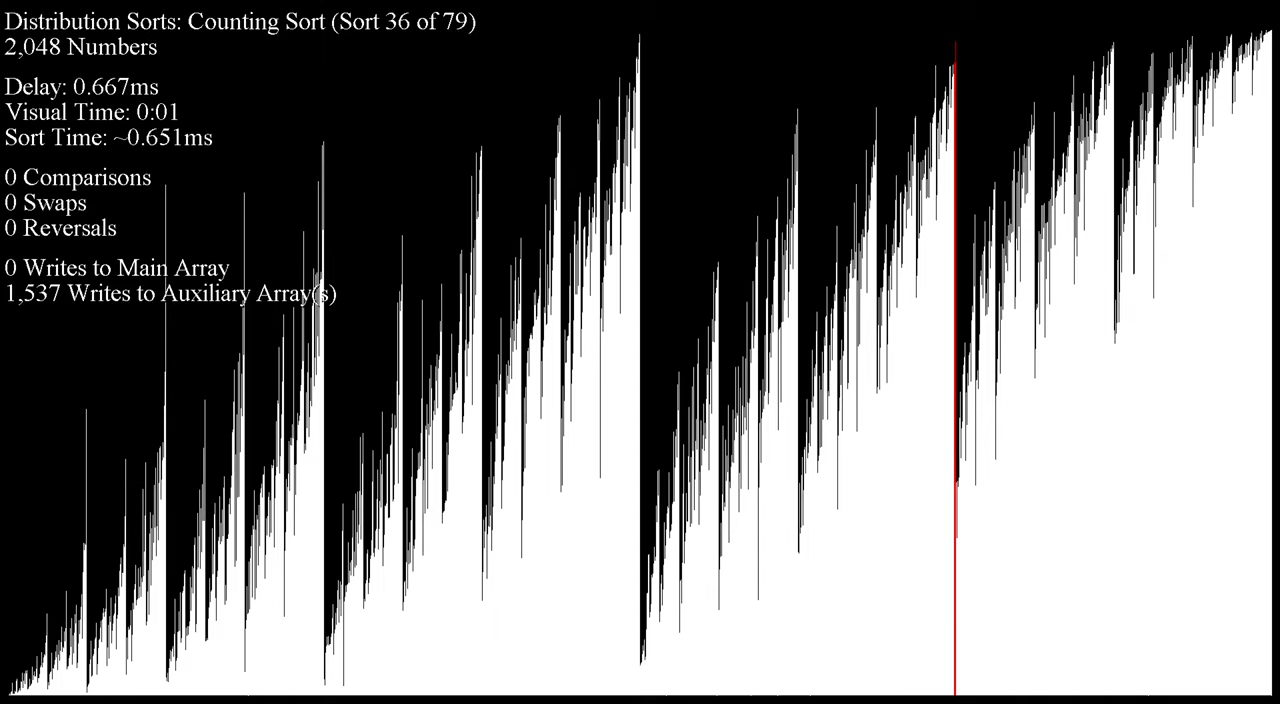 Distribution Sorts: Counting Sort (Sort 36 of 79)
2,048 Numbers
Delay: 0.667ms
Visual Time: 0:01
Sort Time: ~0.651ms
0 Comparisons
0 Swaps
0 Reversals
0 Writes to Main Array
1,537 Writes to Auxiliary Array(s)